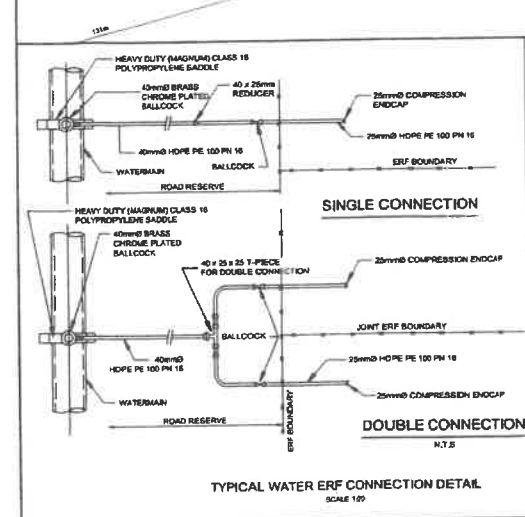 131m
HEAVY DUTY (MAGNUM) CLASS 16
POLYPROPYLENE SADDLE
40mmØ BRASS
CHROME PLATED
BALLCOCK
40 x 25mm
REDUCER
25mmØ COMPRESSION
ENDCAP
25mmØ HDPE PE 100 PN 16
40mmØ HDPE PE 100 PN 16
BALLCOCK
WATERMAIN
ERF BOUNDARY
ROAD RESERVE
SINGLE CONNECTION
HEAVY DUTY (MAGNUM) CLASS 16
POLYPROPYLENE SADDLE
40mmØ BRASS
CHROME PLATED
BALLCOCK
40 x 25 x 25 T-PIECE
FOR DOUBLE CONNECTION
25mmØ COMPRESSION ENDCAP
BALLCOCK
JOINT ERF BOUNDARY
40mmØ
HDPE PE 100 PN 16
25mmØ HDPE PE 100 PN 16
WATERMAIN
25mmØ COMPRESSION ENDCAP
ROAD RESERVE
ERF BOUNDARY
DOUBLE CONNECTION
N.T.S
TYPICAL WATER ERF CONNECTION DETAIL